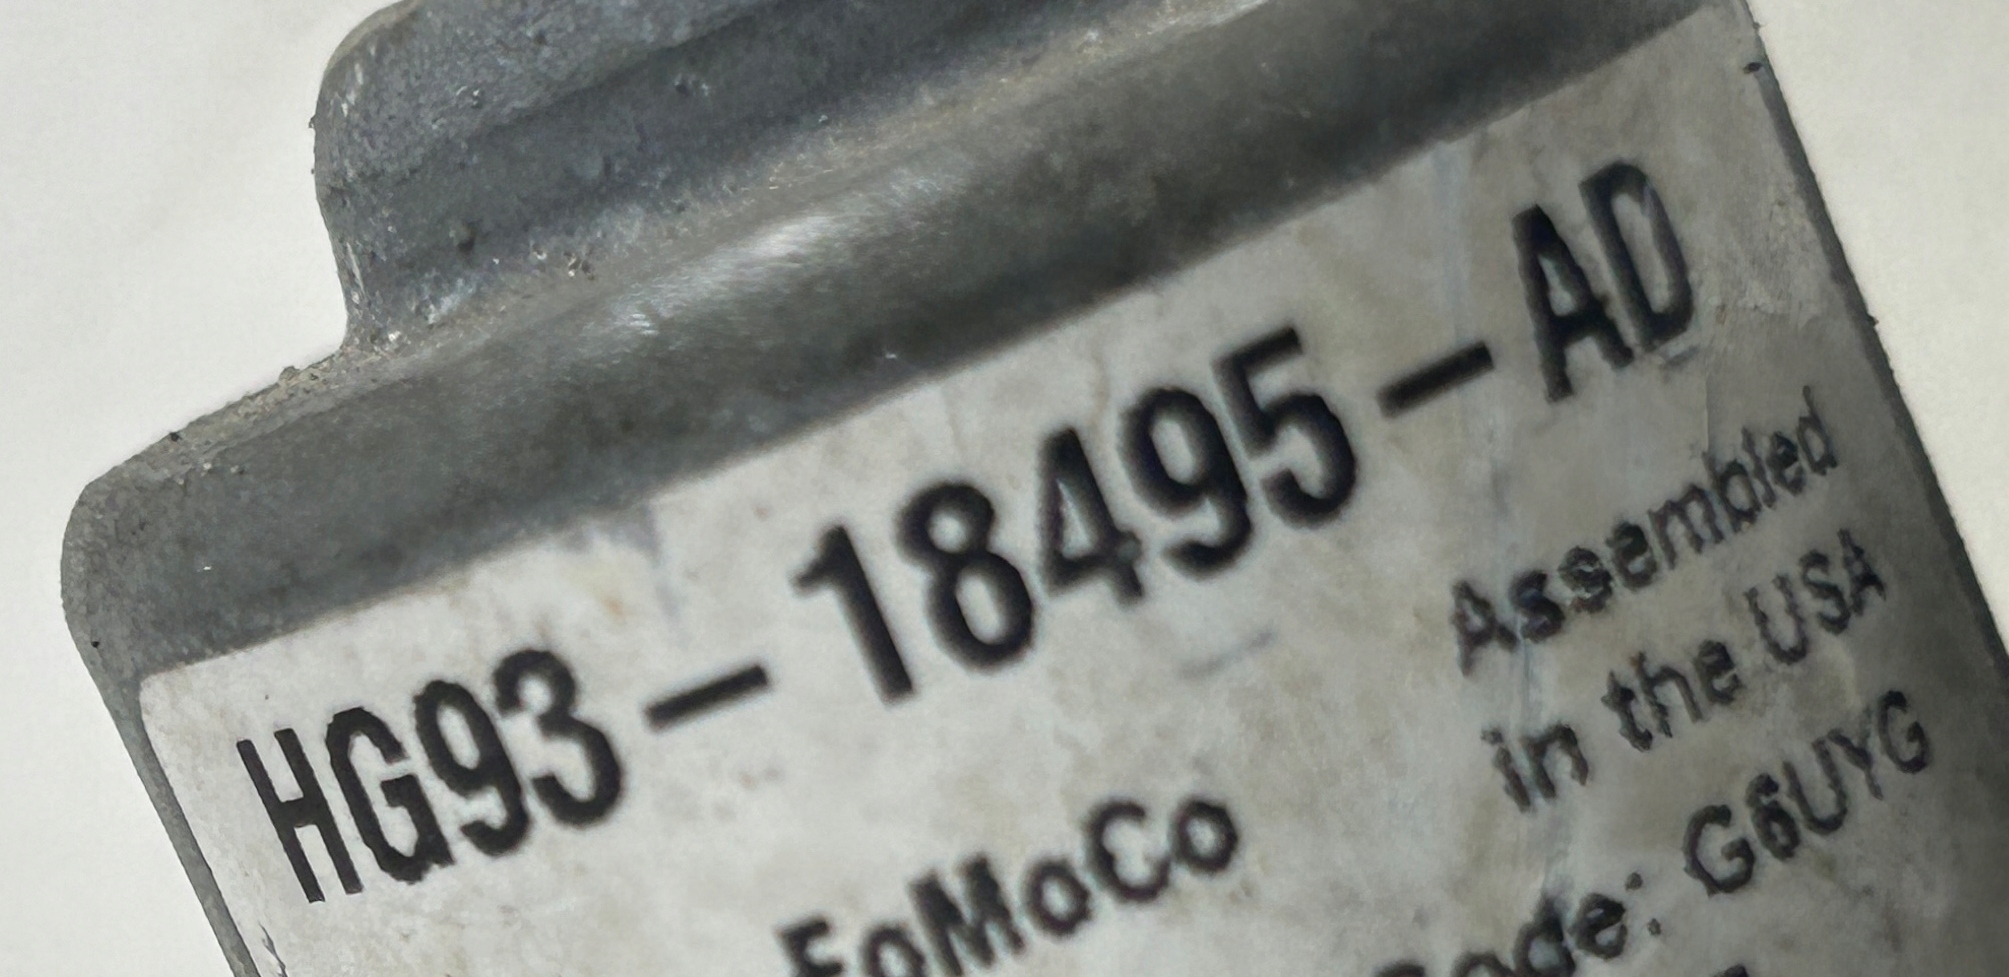 HG93-18495-AD
Assembled
in the USA
FoMoCo
Code: G6UYG